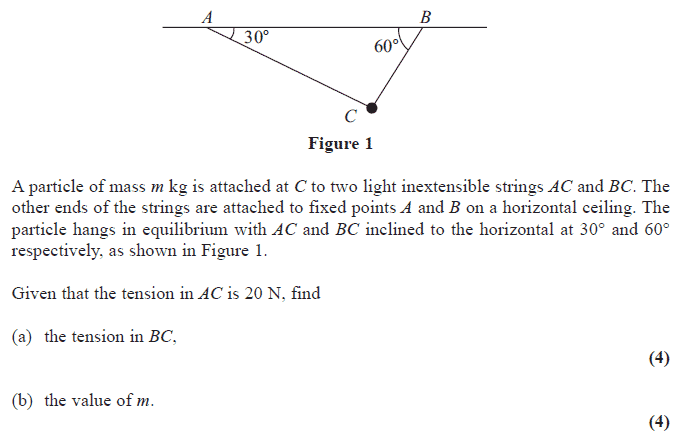 A B
30° 60°
C
Figure 1
A particle of mass m kg is attached at C to two light inextensible strings AC and BC. The
other ends of the strings are attached to fixed points A and B on a horizontal ceiling. The
particle hangs in equilibrium with AC and BC inclined to the horizontal at 30° and 60°
respectively, as shown in Figure 1.
Given that the tension in AC is 20 N, find
(a) the tension in BC,
(4)
(b) the value of m.
(4)